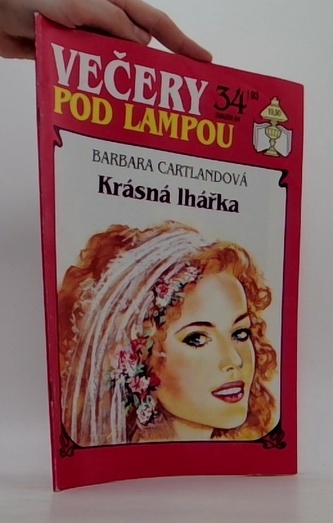 VEČERY
POD LAMPOU
34
BARBARA CARTLANDOVÁ
Krásná lhářka